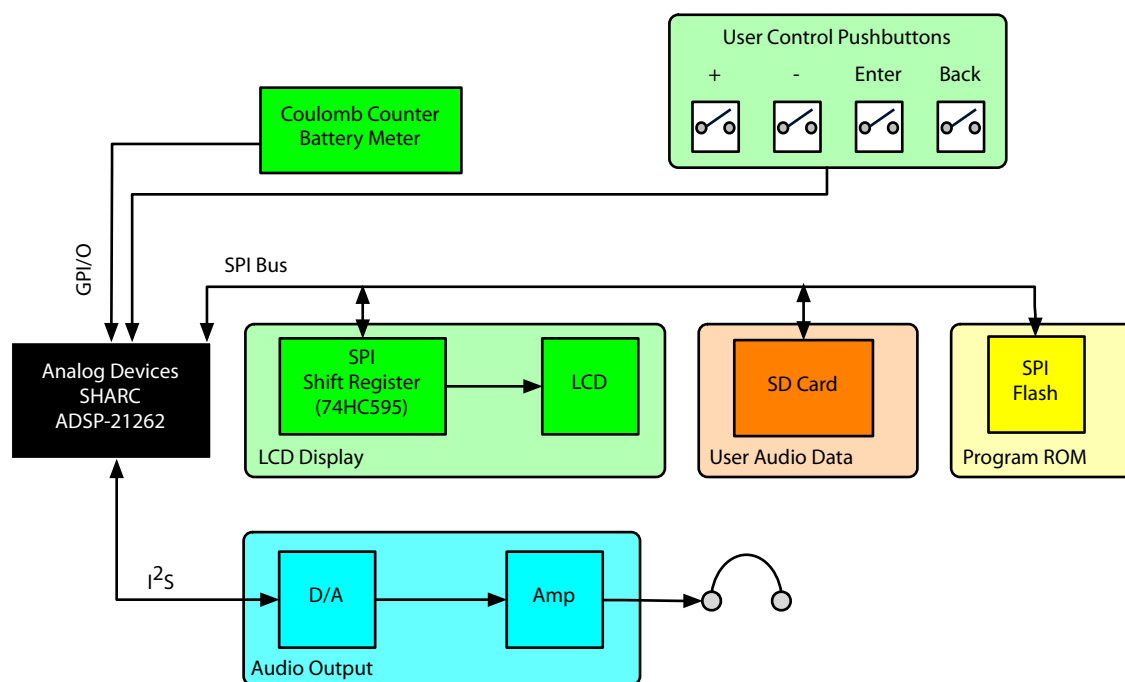 User Control Pushbuttons
+ - Enter Back
Coulomb Counter
Battery Meter
GPI/O
SPI Bus
Analog Devices
SHARC
ADSP-21262
SPI
Shift Register
(74HC595)
LCD
LCD Display
SD Card
User Audio Data
SPI
Flash
Program ROM
I²S
D/A
Amp
Audio Output